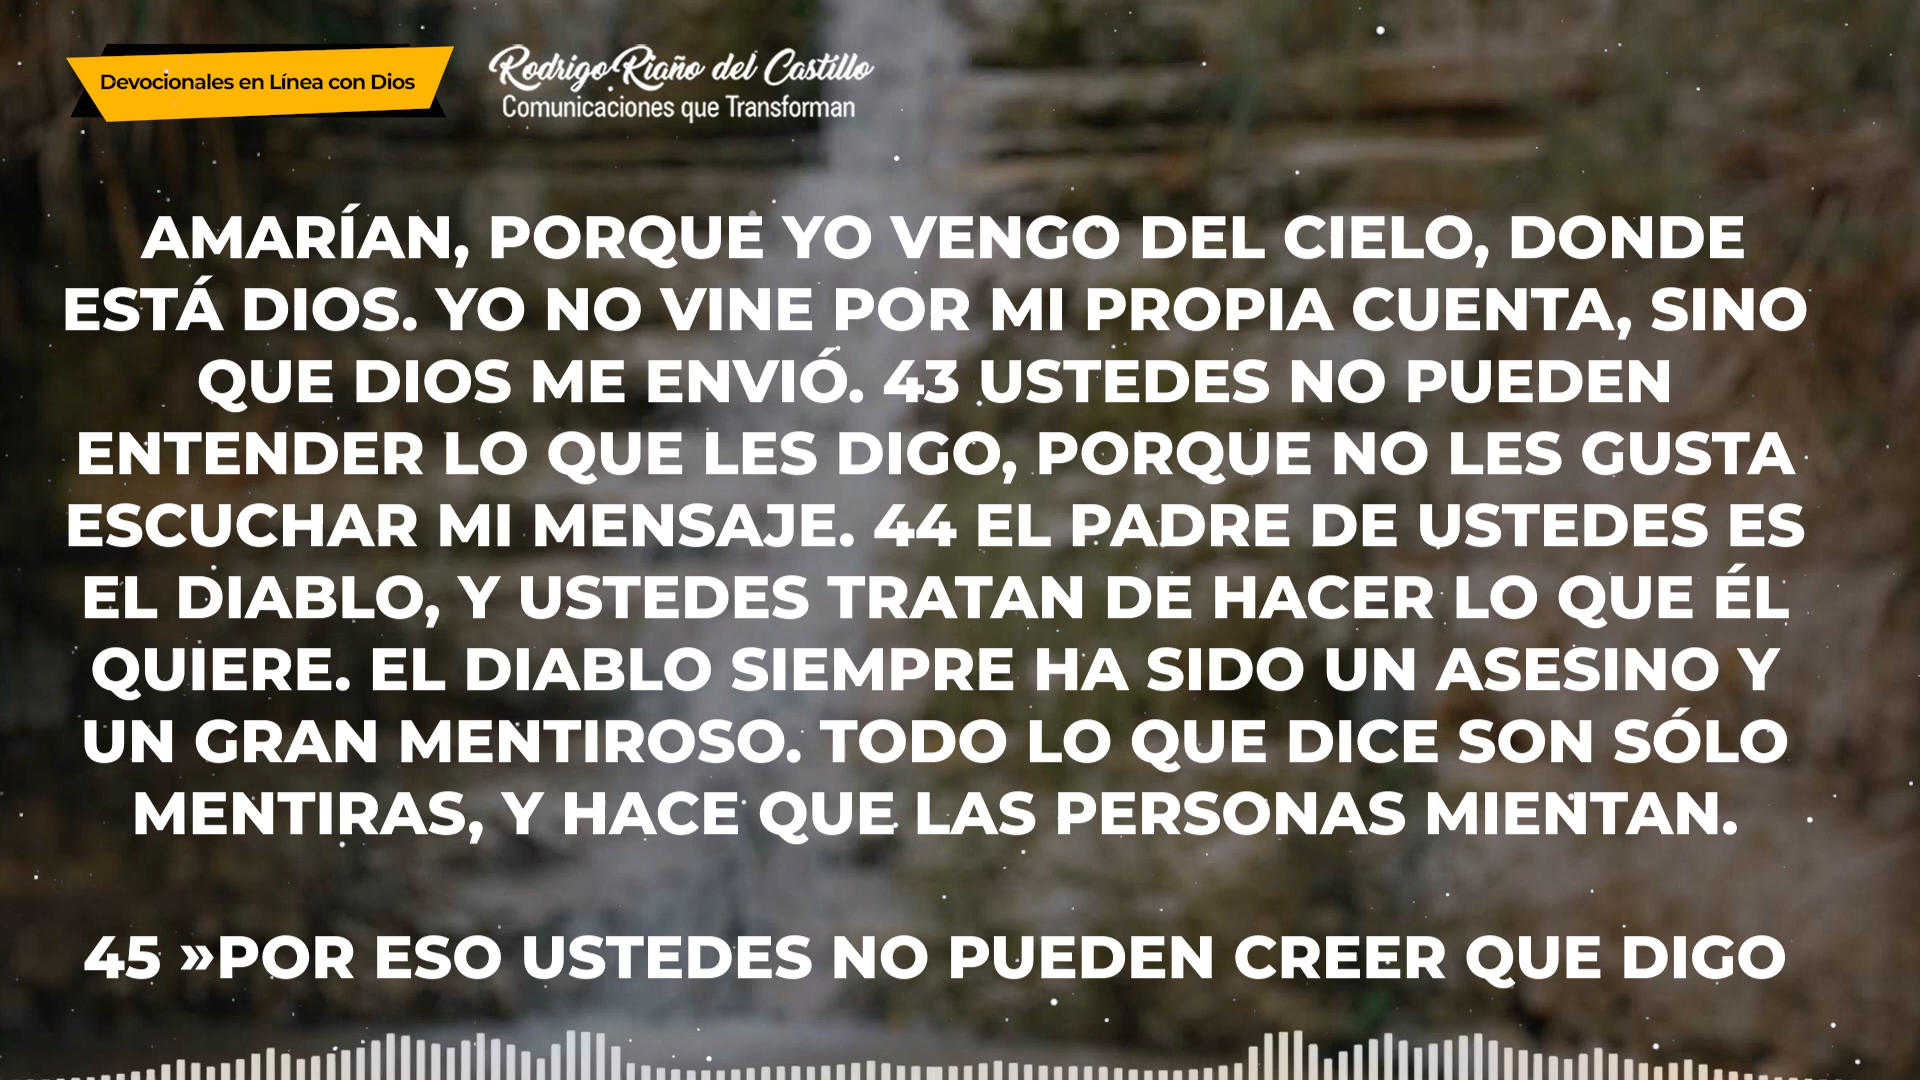 Devocionales en Línea con Dios
Rodrigo Riaño del Castillo
Comunicaciones que Transforman
AMARÍAN, PORQUE YO VENGO DEL CIELO, DONDE
ESTÁ DIOS. YO NO VINE POR MI PROPIA CUENTA, SINO
QUE DIOS ME ENVIÓ. 43 USTEDES NO PUEDEN
ENTENDER LO QUE LES DIGO, PORQUE NO LES GUSTA
ESCUCHAR MI MENSAJE. 44 EL PADRE DE USTEDES ES
EL DIABLO, Y USTEDES TRATAN DE HACER LO QUE ÉL
QUIERE. EL DIABLO SIEMPRE HA SIDO UN ASESINO Y
UN GRAN MENTIROSO. TODO LO QUE DICE SON SÓLO
MENTIRAS, Y HACE QUE LAS PERSONAS MIENTAN.
45 »POR ESO USTEDES NO PUEDEN CREER QUE DIGO